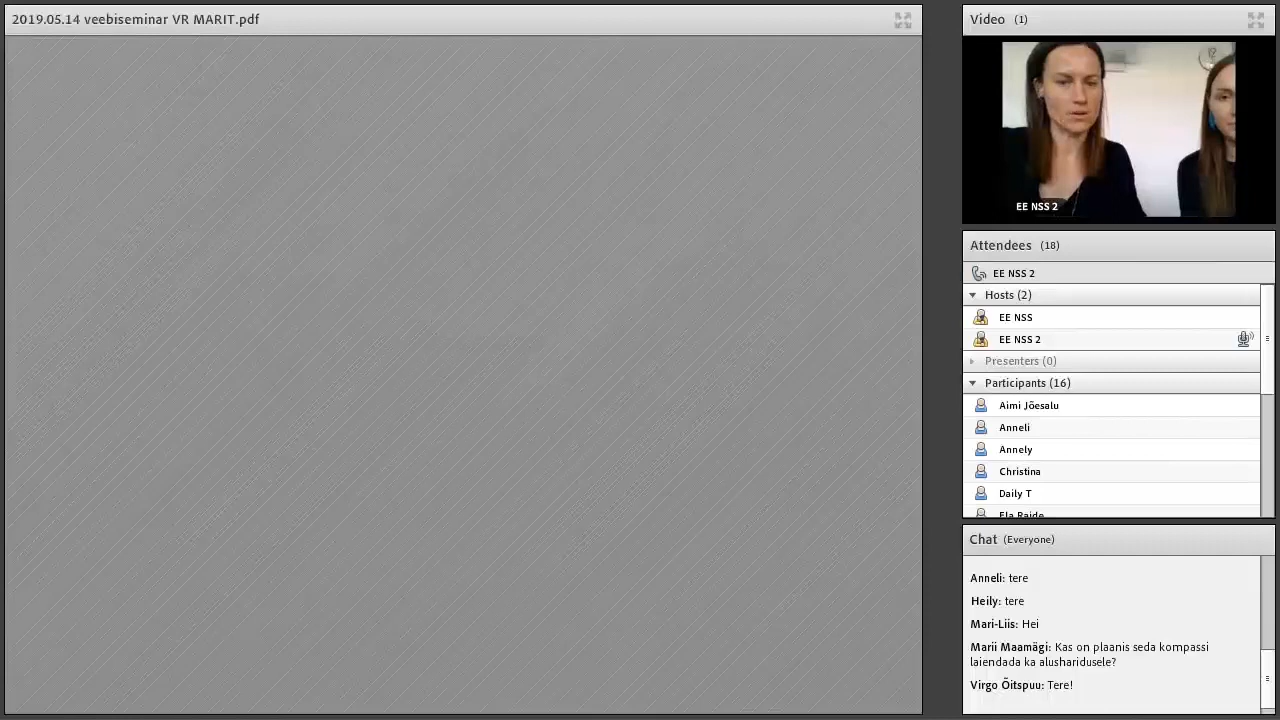 2019.05.14 veebiseminar VR MARIT.pdf
Video (1)
EE NSS 2
Attendees (18)
EE NSS 2
Hosts (2)
EE NSS
EE NSS 2
Presenters (0)
Participants (16)
Aimi Jõesalu
Anneli
Annely
Christina
Daily T
Ela Raide
Chat (Everyone)
Anneli: tere
Heily: tere
Mari-Liis: Hei
Marii Maamägi: Kas on plaanis seda kompassi
laiendada ka alusharidusele?
Virgo Õitspuu: Tere!